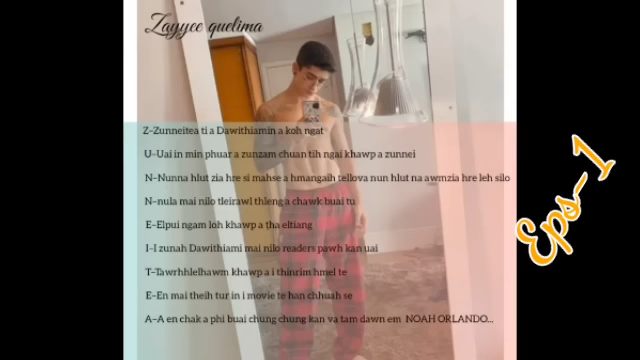 Zayyee quelima
Z-Zunneitea ti a Dawithiamin a koh ngat
U-Uai in min phuar a zunzam chuan tih ngai khawp a zunnei
N-Nunna hlut zia hre si mahse a hmangaih tellova nun hlut na awmzia hre leh silo
N-nula mai nilo tleirawl thleng a chawk buai tu
E-Elpui ngam loh khawp a tha eltiang
I-I zunah Dawithiami mai nilo readers pawh kan uai
T-Tawrhhlelhawm khawp a i thinrim hmel te
E-En mai theih tur in i movie te han chhuah se
A-A en chak a phi buai chung chung kan va tam dawn em NOAH ORLANDO...
Eps-1